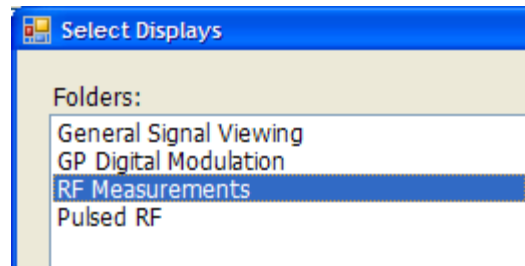 Select Displays
Folders:
General Signal Viewing
GP Digital Modulation
RF Measurements
Pulsed RF